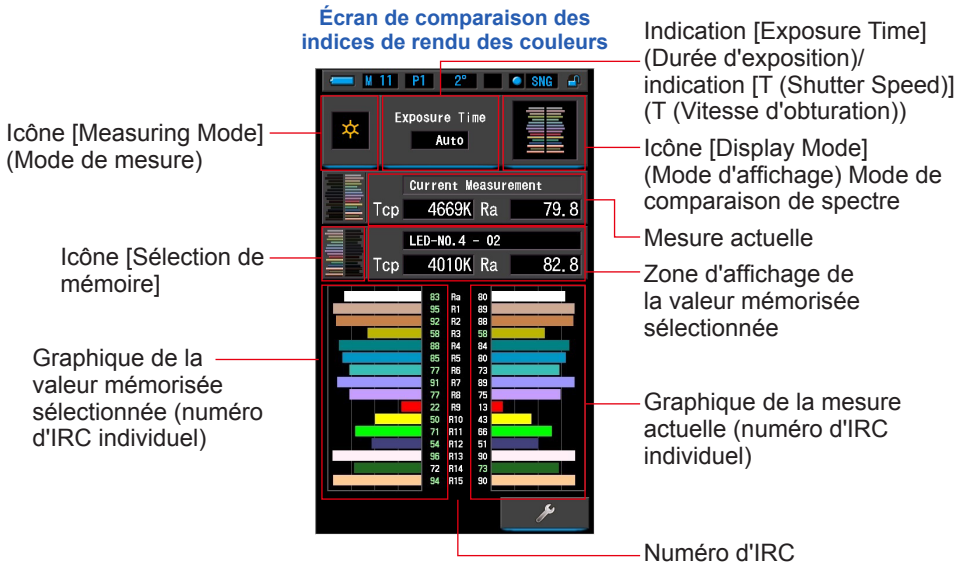 Écran de comparaison des
indices de rendu des couleurs
Indication [Exposure Time]
(Durée d'exposition)/
indication [T (Shutter Speed)]
(T (Vitesse d'obturation))
Icône [Measuring Mode]
(Mode de mesure)
Icône [Display Mode]
(Mode d'affichage) Mode de
comparaison de spectre
Mesure actuelle
Icône [Sélection de
mémoire]
Zone d'affichage de
la valeur mémorisée
sélectionnée
Graphique de la
valeur mémorisée
sélectionnée (numéro
d'IRC individuel)
Graphique de la mesure
actuelle (numéro d'IRC
individuel)
Numéro d'IRC
M 11 P1 2° SNG
Exposure Time
Auto
Current Measurement
Tcp 4669K Ra 79.8
LED-NO.4 - 02
Tcp 4010K Ra 82.8
83 Ra 80
95 R1 89
92 R2 88
58 R3 58
88 R4 84
85 R5 80
77 R6 73
91 R7 89
77 R8 75
22 R9 13
50 R10 43
71 R11 66
54 R12 51
96 R13 90
72 R14 73
94 R15 90